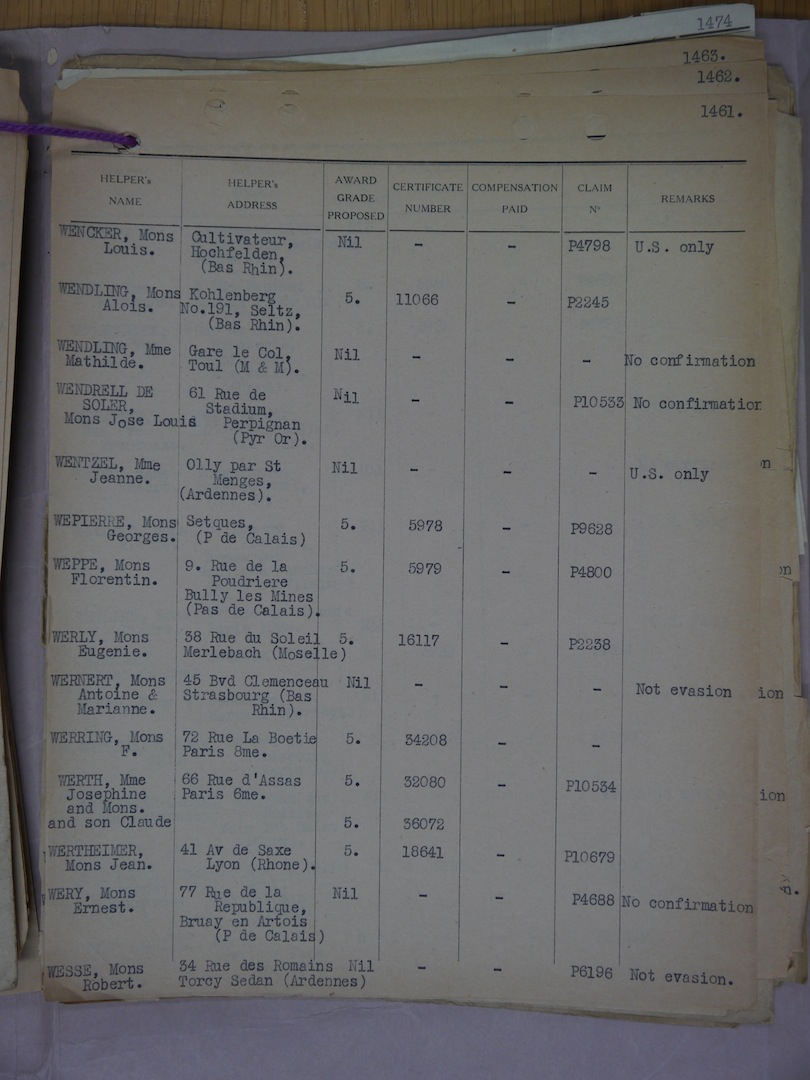 1474
1463.
1462.
1461.
HELPER's NAME HELPER's ADDRESS AWARD GRADE PROPOSED CERTIFICATE NUMBER COMPENSATION PAID CLAIM Nº REMARKS
WENCKER, Mons Cultivateur, Nil - - P4798 U.S. only
Louis. Hochfelden,
(Bas Rhin).
WENDLING, Mons Kohlenberg 5. 11066 - P2245
Alois. No.191, Seltz,
(Bas Rhin).
WENDLING, Mme Gare le Col, Nil - - - No confirmation
Mathilde. Toul (M & M).
WENDRELL DE 61 Rue de Nil - - P10533 No confirmation
SOLER, Stadium,
Mons Jose Louis Perpignan
(Pyr Or).
WENTZEL, Mme Olly par St Nil - - - U.S. only
Jeanne. Menges,
(Ardennes).
WEPIERRE, Mons Setques, 5. 5978 - P9628
Georges. (P de Calais)
WEPPE, Mons 9. Rue de la 5. 5979 - P4800
Florentin. Poudriere
Bully les Mines
(Pas de Calais).
WERLY, Mons 38 Rue du Soleil 5. 16117 - P2238
Eugenie. Merlebach (Moselle)
WERNERT, Mons 45 Bvd Clemenceau Nil - - - Not evasion
Antoine & Strasbourg (Bas
Marianne. Rhin).
WERRING, Mons 72 Rue La Boetie 5. 34208 - -
F. Paris 8me.
WERTH, Mme 66 Rue d'Assas 5. 32080 - P10534
Josephine Paris 6me.
and Mons.
and son Claude 5. 36072
WERTHEIMER, 41 Av de Saxe 5. 18641 - P10679
Mons Jean. Lyon (Rhone).
WERY, Mons 77 Rue de la Nil - - P4688 No confirmation
Ernest. Republique,
Bruay en Artois
(P de Calais)
WESSE, Mons 34 Rue des Romains Nil - - P6196 Not evasion.
Robert. Torcy Sedan (Ardennes)